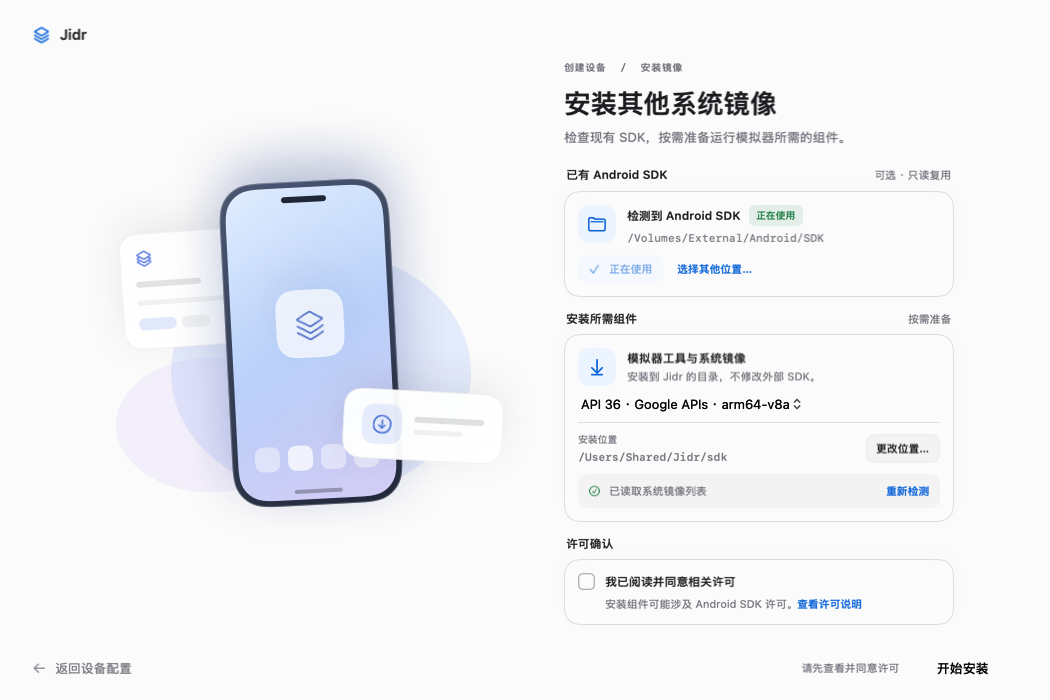 Jidr
创建设备 / 安装镜像
安装其他系统镜像
检查现有 SDK，按需准备运行模拟器所需的组件。
已有 Android SDK 可选 · 只读复用
检测到 Android SDK 正在使用
/Volumes/External/Android/SDK
正在使用 选择其他位置...
安装所需组件 按需准备
模拟器工具与系统镜像
安装到 Jidr 的目录，不修改外部 SDK。
API 36 · Google APIs · arm64-v8a
安装位置
/Users/Shared/Jidr/sdk
更改位置...
已读取系统镜像列表 重新检测
许可确认
我已阅读并同意相关许可
安装组件可能涉及 Android SDK 许可。查看许可说明
返回设备配置 请先查看并同意许可 开始安装